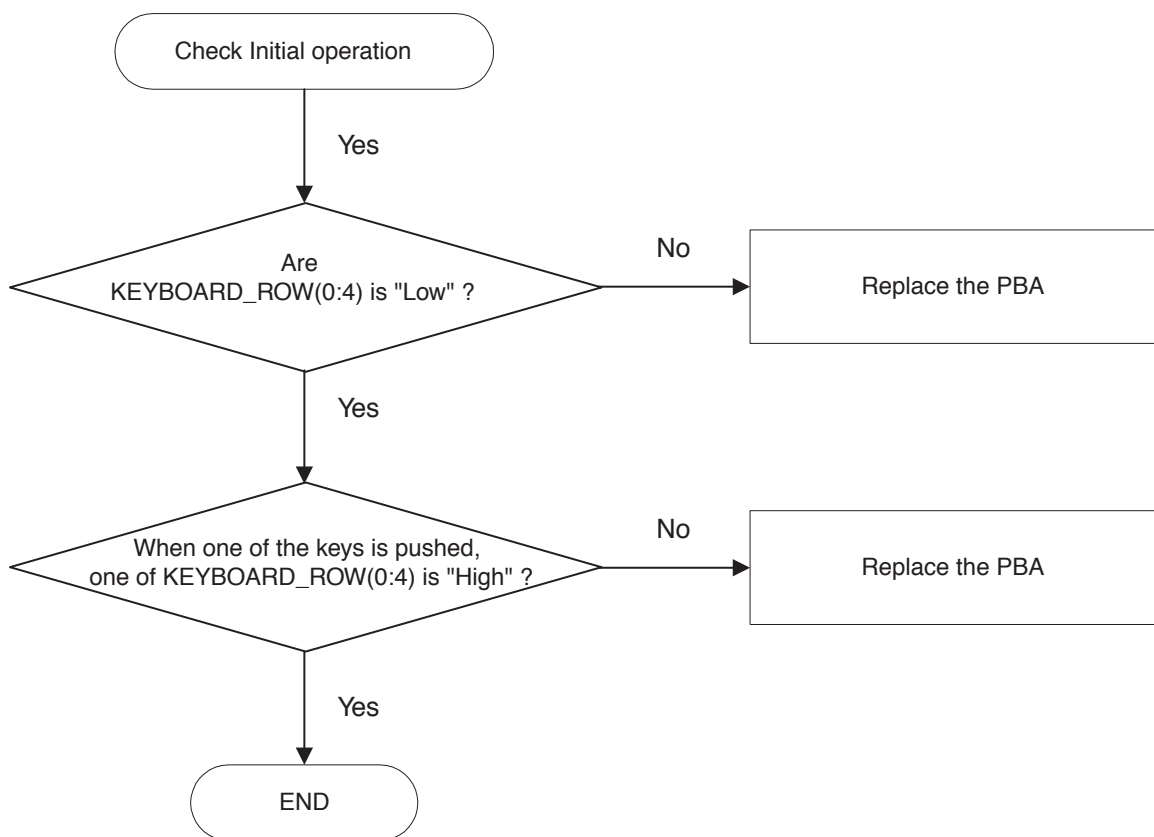 Check Initial operation
Yes
Are
KEYBOARD_ROW(0:4) is "Low" ?
No
Replace the PBA
Yes
When one of the keys is pushed,
one of KEYBOARD_ROW(0:4) is "High" ?
No
Replace the PBA
Yes
END